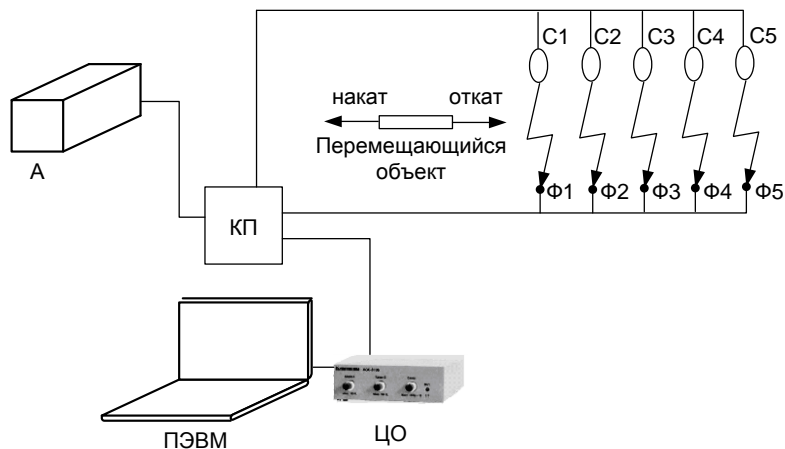 С1 С2 С3 С4 С5
накат откат
Перемещающийся
объект
А
Ф1 Ф2 Ф3 Ф4 Ф5
КП
ПЭВМ
ЦО